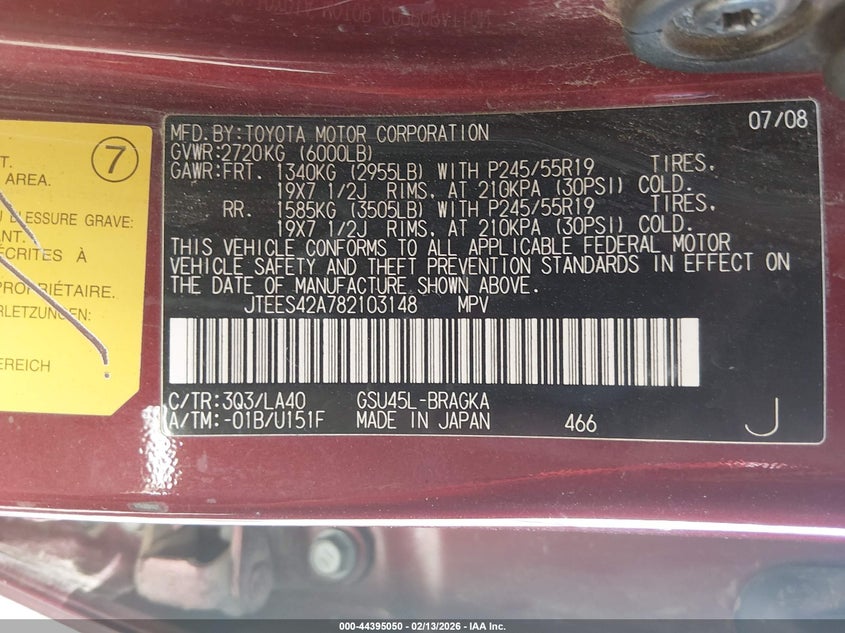 7
T.
AREA.
BLESSURE GRAVE:
ANT.
DÉCRITES À
PROPRIÉTAIRE.
ERLETZUNGEN:
BEREICH
MFD. BY: TOYOTA MOTOR CORPORATION 07/08
GVWR: 2720KG (6000LB)
GAWR: FRT. 1340KG (2955LB) WITH P245/55R19 TIRES,
19X7 1/2J RIMS, AT 210KPA (30PSI) COLD.
RR. 1585KG (3505LB) WITH P245/55R19 TIRES,
19X7 1/2J RIMS, AT 210KPA (30PSI) COLD.
THIS VEHICLE CONFORMS TO ALL APPLICABLE FEDERAL MOTOR
VEHICLE SAFETY AND THEFT PREVENTION STANDARDS IN EFFECT ON
THE DATE OF MANUFACTURE SHOWN ABOVE.
JTEES42A782103148 MPV
C/TR: 3Q3/LA40 GSU45L-BRAGKA
A/TM: -01B/U151F MADE IN JAPAN 466 J
000-44395050 - 02/13/2026 - IAA Inc.